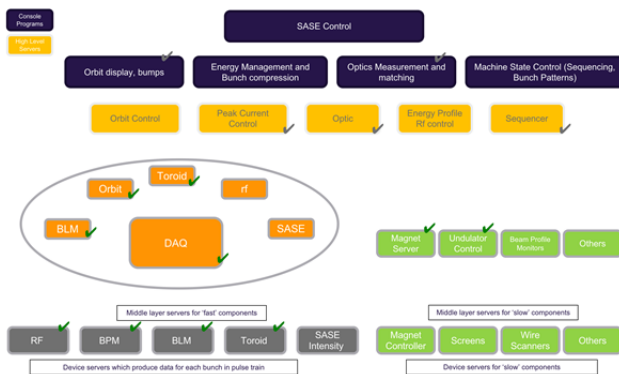 Console
Programs
High Level
Servers
SASE Control
Orbit display, bumps
Energy Management and
Bunch compression
Optics Measurement and
matching
Machine State Control (Sequencing,
Bunch Patterns)
Orbit Control
Peak Current
Control
Optic
Energy Profile
Rf control
Sequencer
Toroid
Orbit
rf
BLM
DAQ
SASE
Magnet
Server
Undulator
Control
Beam Profile
Monitors
Others
Middle layer servers for 'fast' components
Middle layer servers for 'slow' components
RF
BPM
BLM
Toroid
SASE
Intensity
Magnet
Controller
Screens
Wire
Scanners
Others
Device servers which produce data for each bunch in pulse train
Device servers for 'slow' components